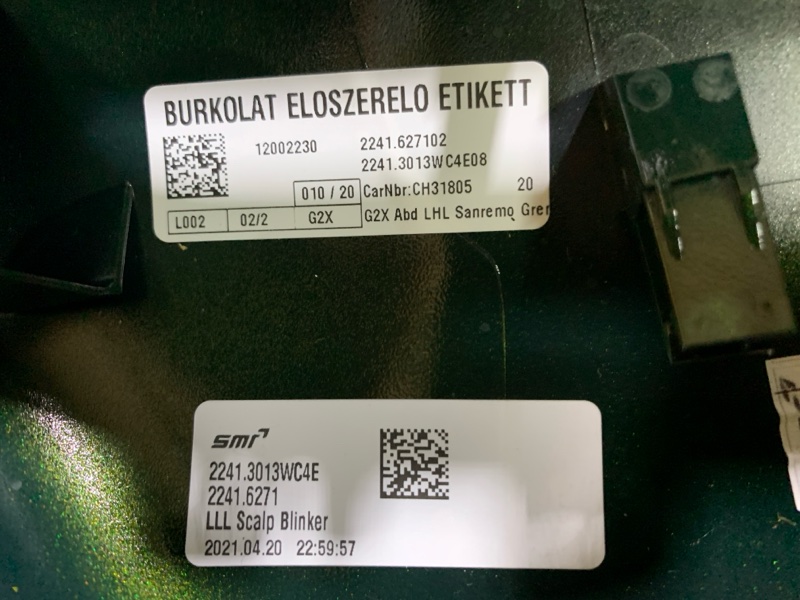 BURKOLAT ELOSZERELO ETIKETT
12002230 2241.627102
2241.3013WC4E08
010 / 20 CarNbr:CH31805 20
L002 02/2 G2X G2X Abd LHL Sanremo Grer
smr
2241.3013WC4E
2241.6271
LLL Scalp Blinker
2021.04.20 22:59:57